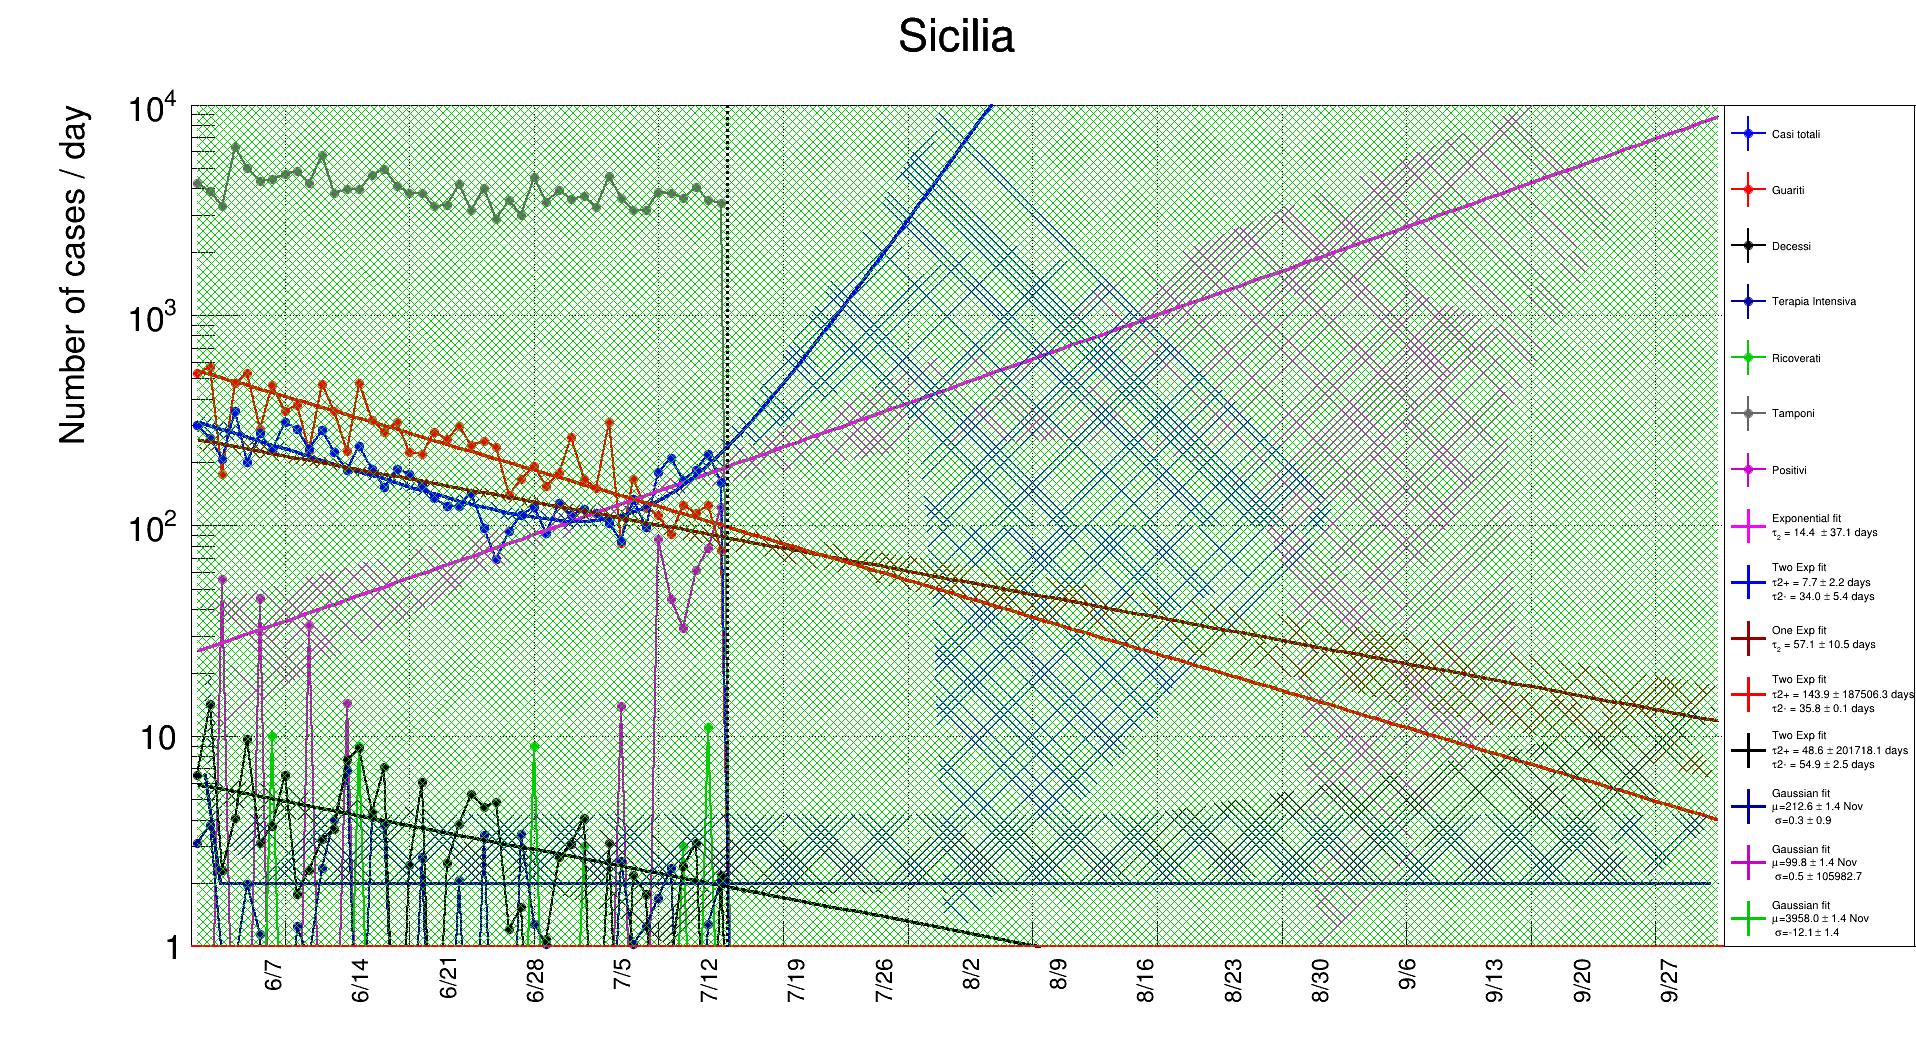 Sicilia
Number of cases / day
10⁴
10³
10²
10
1
6/7
6/14
6/21
6/28
7/5
7/12
7/19
7/26
8/2
8/9
8/16
8/23
8/30
9/6
9/13
9/20
9/27
Casi totali
Guariti
Decessi
Terapia Intensiva
Ricoverati
Tamponi
Positivi
Exponential fit
τ₂ = 14.4 ± 37.1 days
Two Exp fit
τ2+ = 7.7 ± 2.2 days
τ2- = 34.0 ± 5.4 days
One Exp fit
τ₂ = 57.1 ± 10.5 days
Two Exp fit
τ2+ = 143.9 ± 187506.3 days
τ2- = 35.8 ± 0.1 days
Two Exp fit
τ2+ = 48.6 ± 201718.1 days
τ2- = 54.9 ± 2.5 days
Gaussian fit
μ=212.6 ± 1.4 Nov
σ=0.3 ± 0.9
Gaussian fit
μ=99.8 ± 1.4 Nov
σ=0.5 ± 105982.7
Gaussian fit
μ=3958.0 ± 1.4 Nov
σ=-12.1 ± 1.4